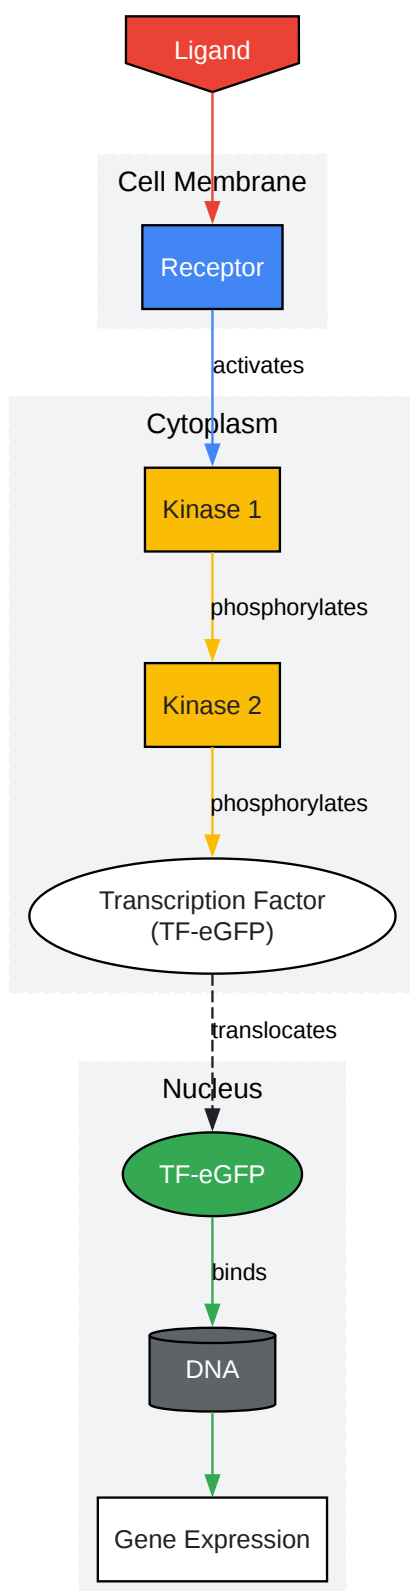 Ligand
Cell Membrane
Receptor
activates
Cytoplasm
Kinase 1
phosphorylates
Kinase 2
phosphorylates
Transcription Factor
(TF-eGFP)
translocates
Nucleus
TF-eGFP
binds
DNA
Gene Expression